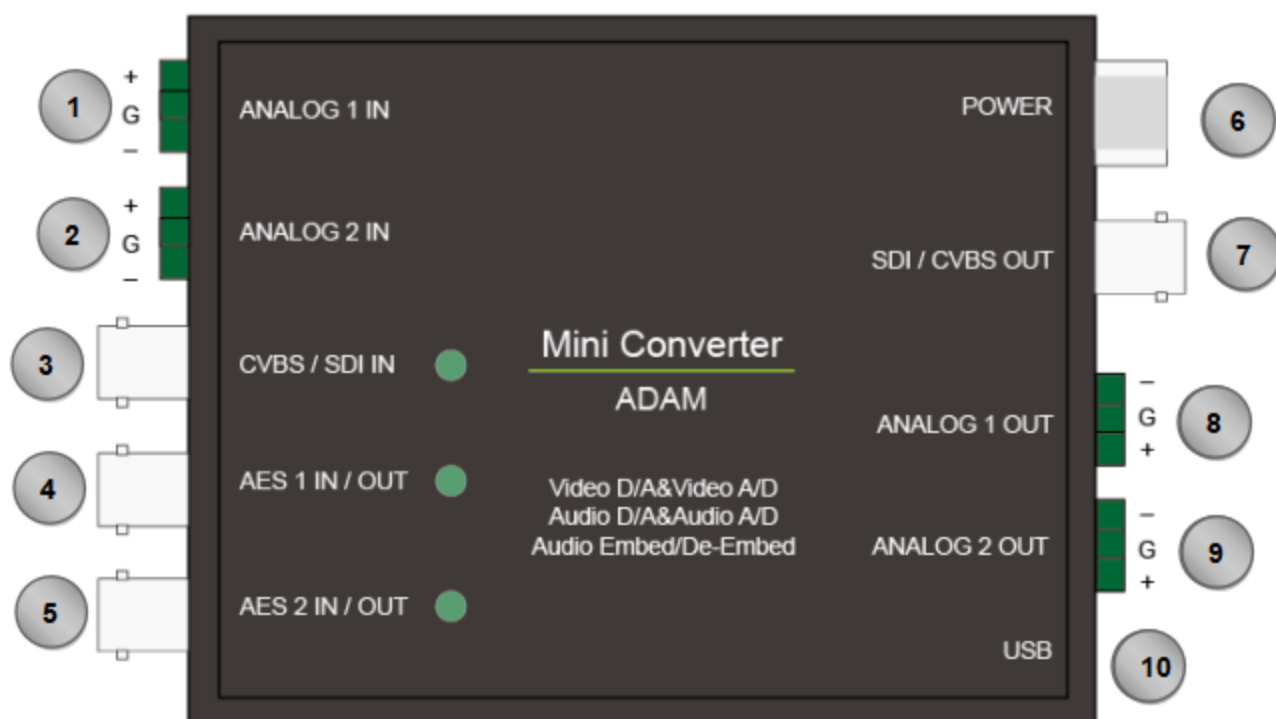 1
+
G
–
ANALOG 1 IN
2
+
G
–
ANALOG 2 IN
3
CVBS / SDI IN
4
AES 1 IN / OUT
5
AES 2 IN / OUT
Mini Converter
ADAM
Video D/A&Video A/D
Audio D/A&Audio A/D
Audio Embed/De-Embed
POWER
6
SDI / CVBS OUT
7
ANALOG 1 OUT
–
G
+
8
ANALOG 2 OUT
–
G
+
9
USB
10